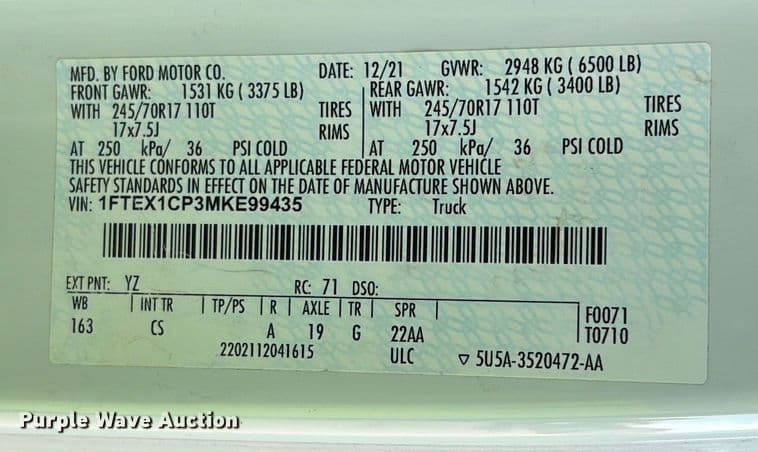 MFD. BY FORD MOTOR CO. DATE: 12/21 GVWR: 2948 KG ( 6500 LB)
FRONT GAWR: 1531 KG ( 3375 LB) REAR GAWR: 1542 KG ( 3400 LB)
WITH 245/70R17 110T TIRES WITH 245/70R17 110T TIRES
17x7.5J RIMS 17x7.5J RIMS
AT 250 kPa/ 36 PSI COLD AT 250 kPa/ 36 PSI COLD
THIS VEHICLE CONFORMS TO ALL APPLICABLE FEDERAL MOTOR VEHICLE
SAFETY STANDARDS IN EFFECT ON THE DATE OF MANUFACTURE SHOWN ABOVE.
VIN: 1FTEX1CP3MKE99435 TYPE: Truck
EXT PNT: YZ RC: 71 DSO:
WB INT TR TP/PS R AXLE TR SPR F0071
163 CS A 19 G 22AA T0710
2202112041615 ULC ▽ 5U5A-3520472-AA
Purple Wave Auction